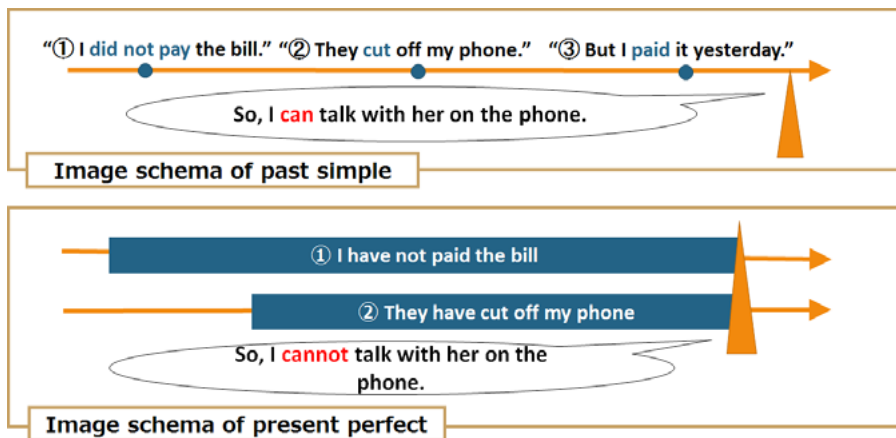 “① I did not pay the bill.” “② They cut off my phone.” “③ But I paid it yesterday.”
So, I can talk with her on the phone.
Image schema of past simple
① I have not paid the bill
② They have cut off my phone
So, I cannot talk with her on the
phone.
Image schema of present perfect